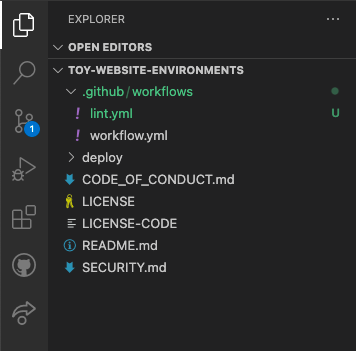 EXPLORER ···
OPEN EDITORS
TOY-WEBSITE-ENVIRONMENTS
.github/workflows
! lint.yml U
! workflow.yml
deploy
CODE_OF_CONDUCT.md
LICENSE
1
LICENSE-CODE
README.md
SECURITY.md